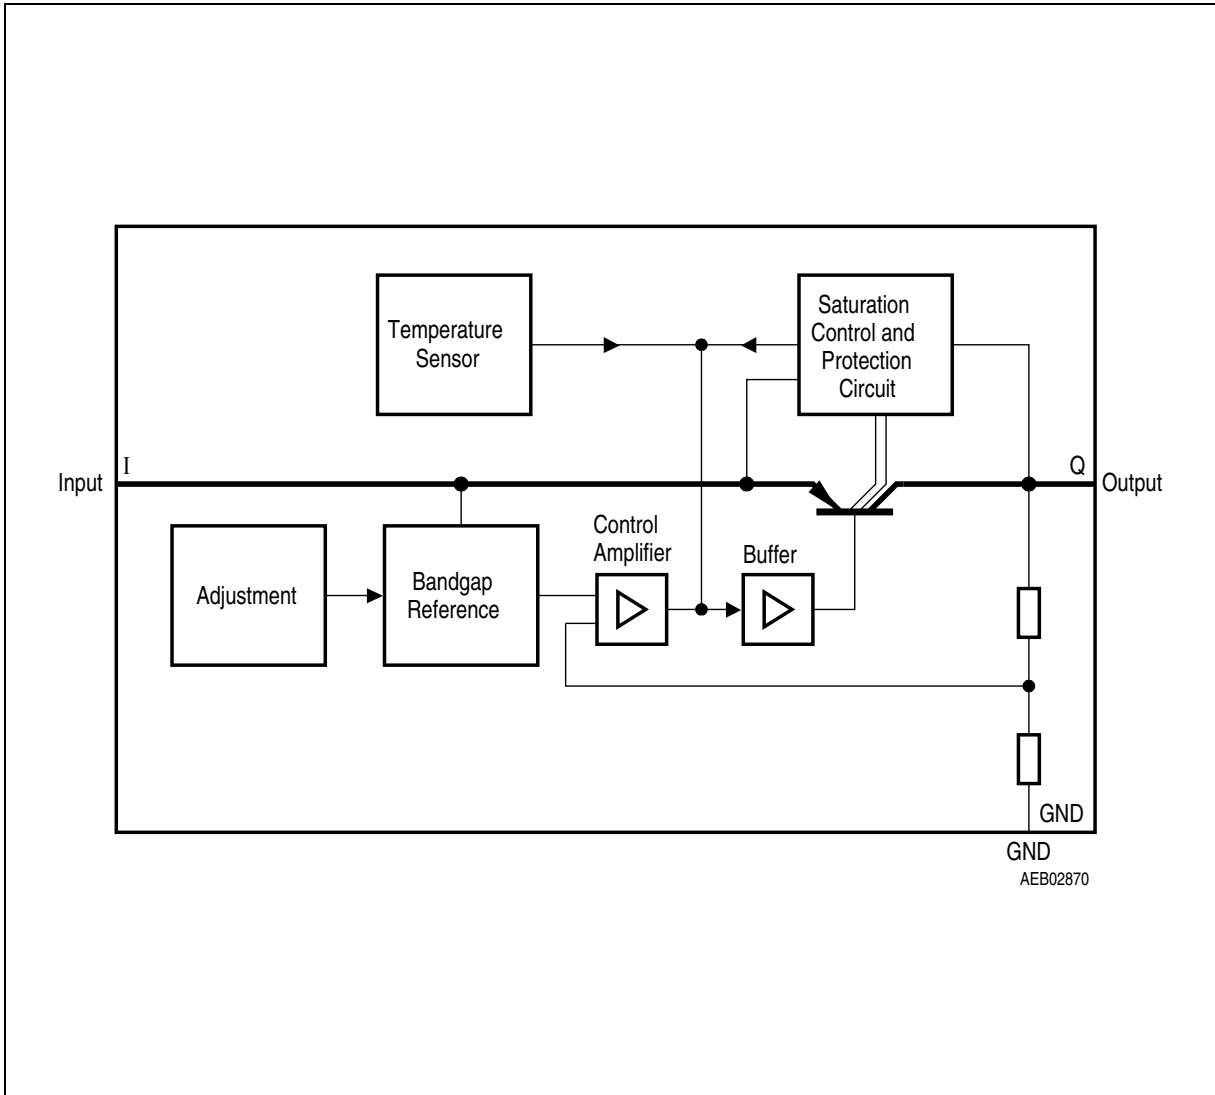 Temperature
Sensor
Saturation
Control and
Protection
Circuit
Input
I
Q
Output
Adjustment
Bandgap
Reference
Control
Amplifier
Buffer
GND
GND
AEB02870